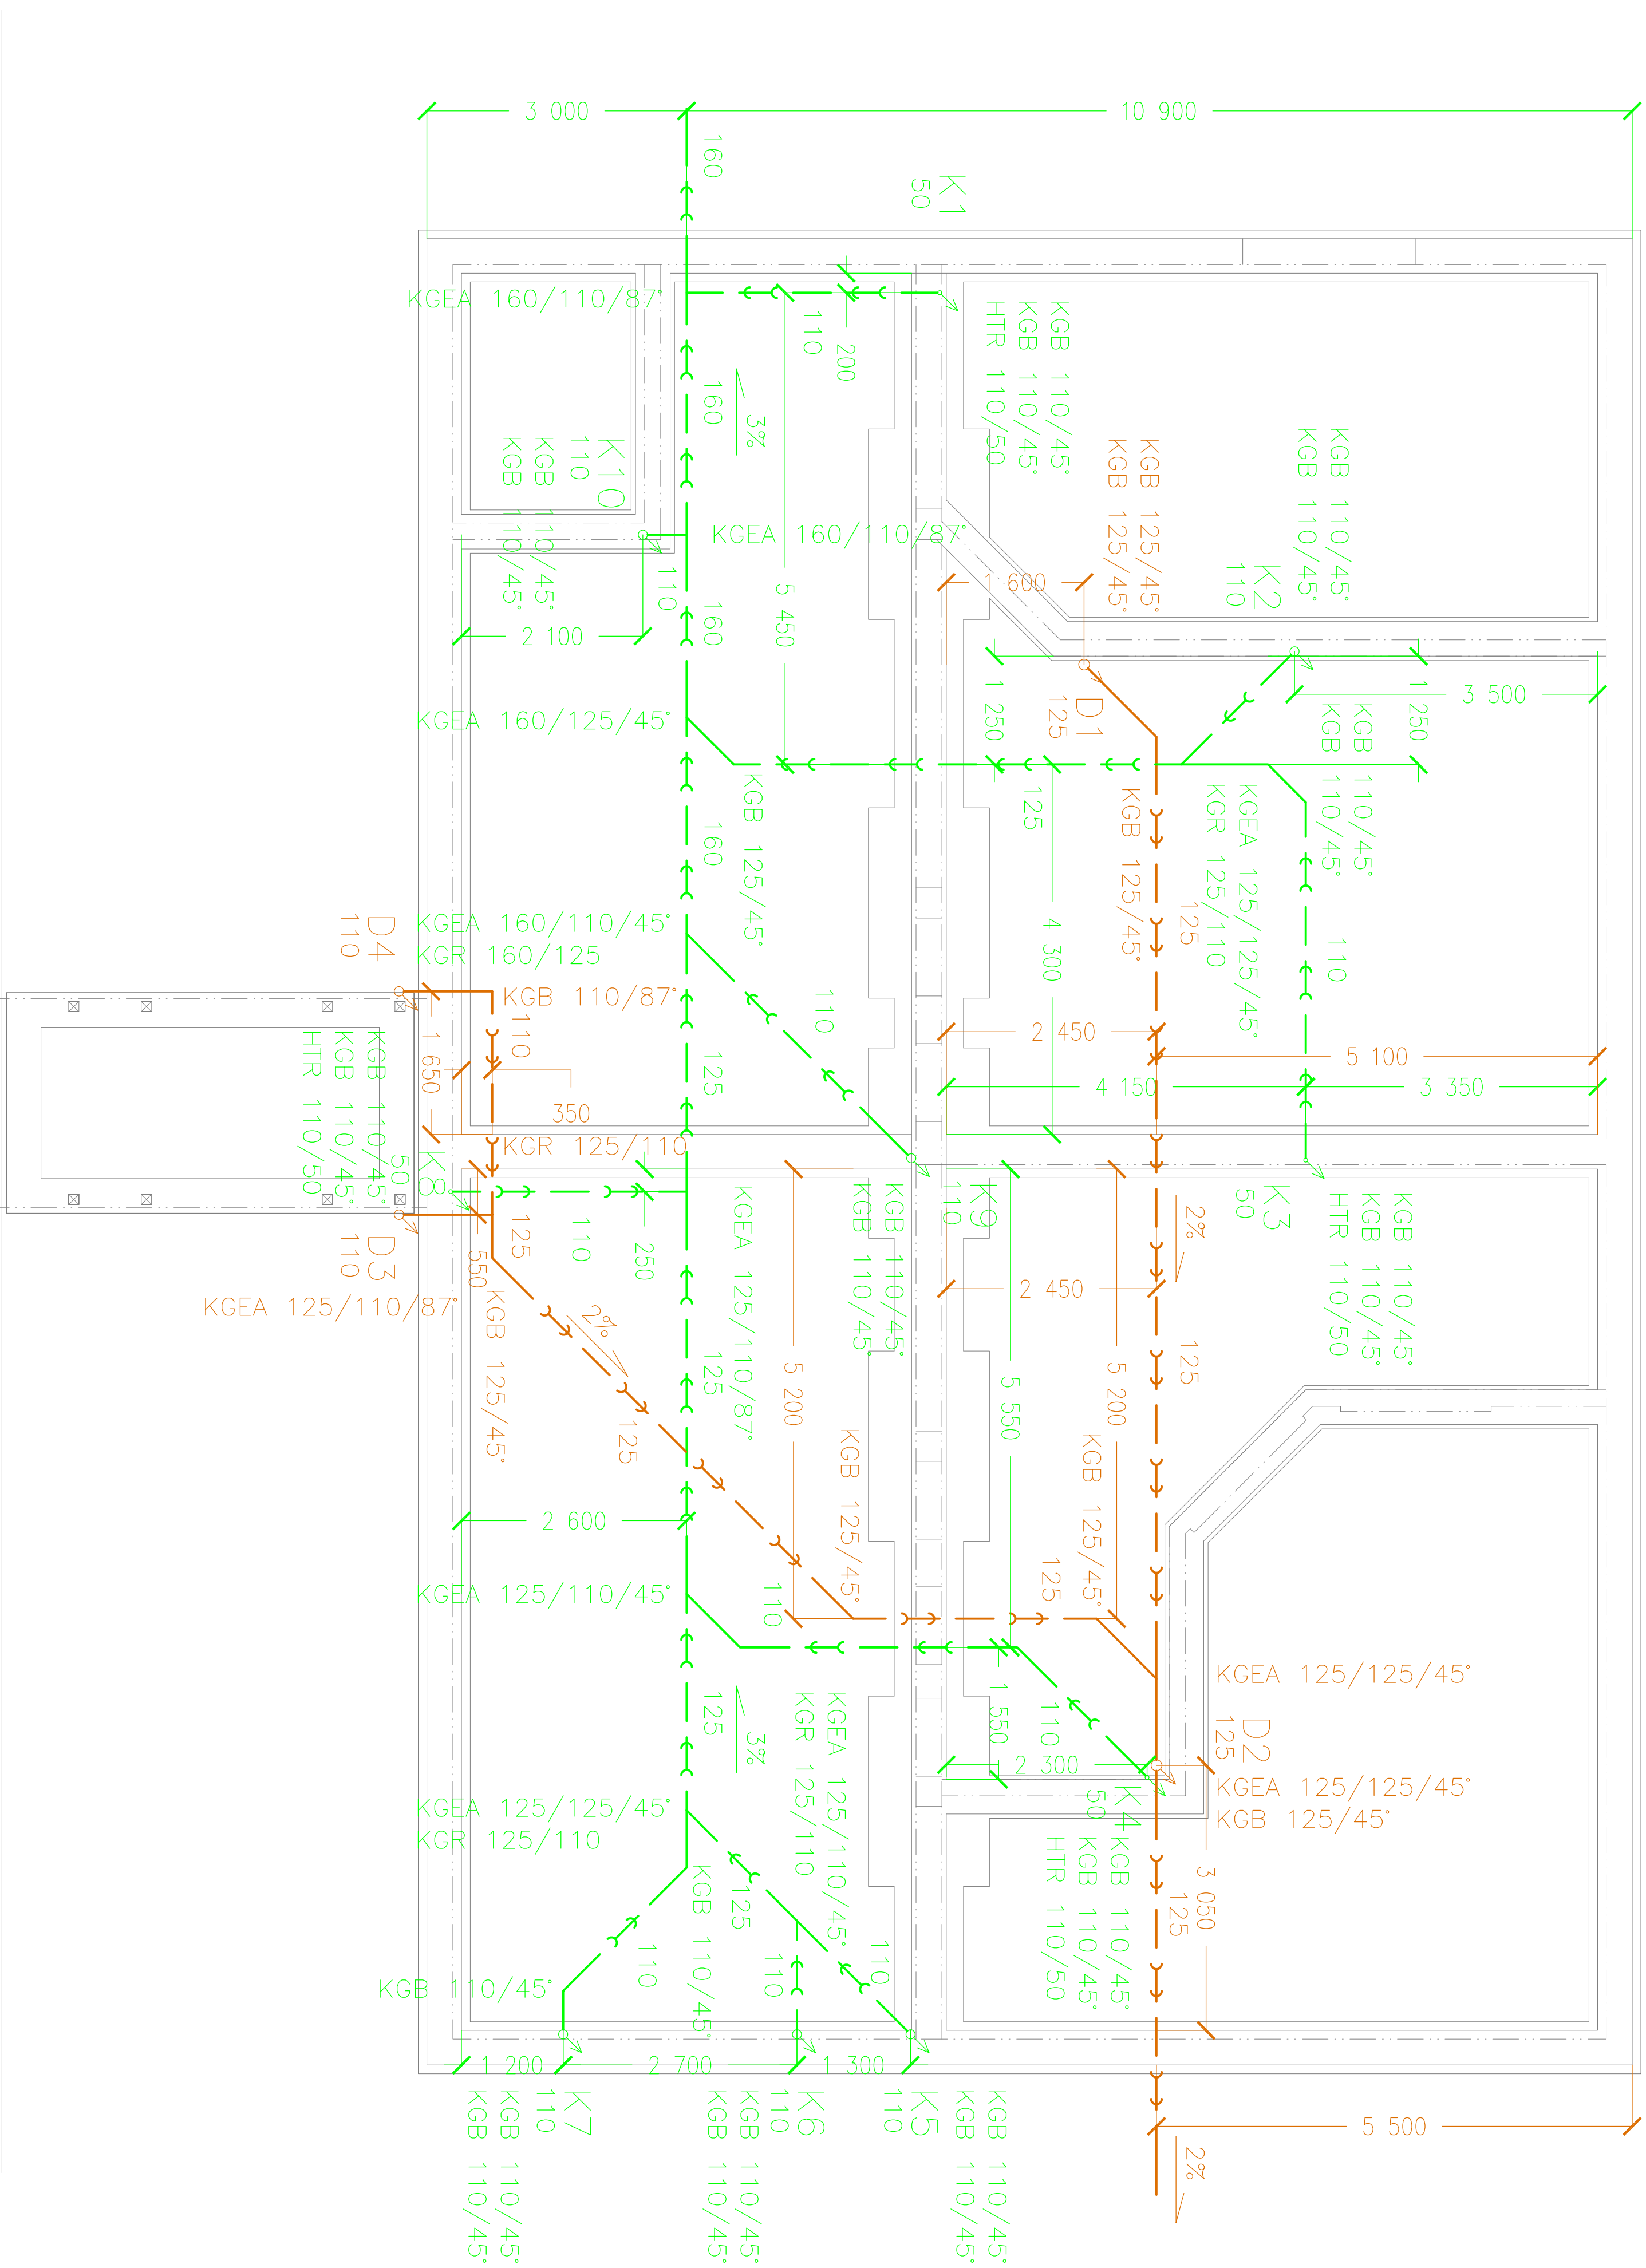 3 000
10 900
160
K1
50
KGEA 160/110/87°
110
200
HTR 110/50
KGB 110/45°
KGB 110/45°
160
3%
K10
110
KGB 110/45°
KGB 110/45°
KGEA 160/110/87°
110
160
2 100
5 450
KGB 125/45°
KGB 125/45°
1 600
KGB 110/45°
KGB 110/45°
K2
110
D1
125
1 250
3 500
1 250
KGEA 160/125/45°
KGB 125/45°
125
KGB 125/45°
KGB 110/45°
KGB 110/45°
KGEA 125/125/45°
KGR 125/110
160
125
4 300
110
KGEA 160/110/45°
KGR 160/125
D4
110
KGB 110/87°
110
110
1 650
350
125
2 450
5 100
4 150
3 350
KGB 110/45°
KGB 110/45°
HTR 110/50
KGR 125/110
K8
50
K9
110
KGB 110/45°
KGB 110/45°
K3
50
KGB 110/45°
KGB 110/45°
HTR 110/50
2%
D3
110
125
110
250
550
KGEA 125/110/87°
KGEA 125/110/87°
KGB 125/45°
2%
125
125
5 200
2 450
5 550
5 200
125
2 600
KGB 125/45°
KGB 125/45°
125
KGEA 125/110/45°
110
125
3%
KGEA 125/110/45°
KGR 125/110
1 550
110
2 300
KGEA 125/125/45°
D2
125
KGEA 125/125/45°
KGB 125/45°
K4
50
KGB 110/45°
KGB 110/45°
HTR 110/50
3 050
125
KGEA 125/125/45°
KGR 125/110
KGB 110/45°
125
110
110
110
KGB 110/45°
1 200
2 700
1 300
K7
110
KGB 110/45°
KGB 110/45°
K6
110
KGB 110/45°
KGB 110/45°
K5
110
KGB 110/45°
KGB 110/45°
5 500
2%